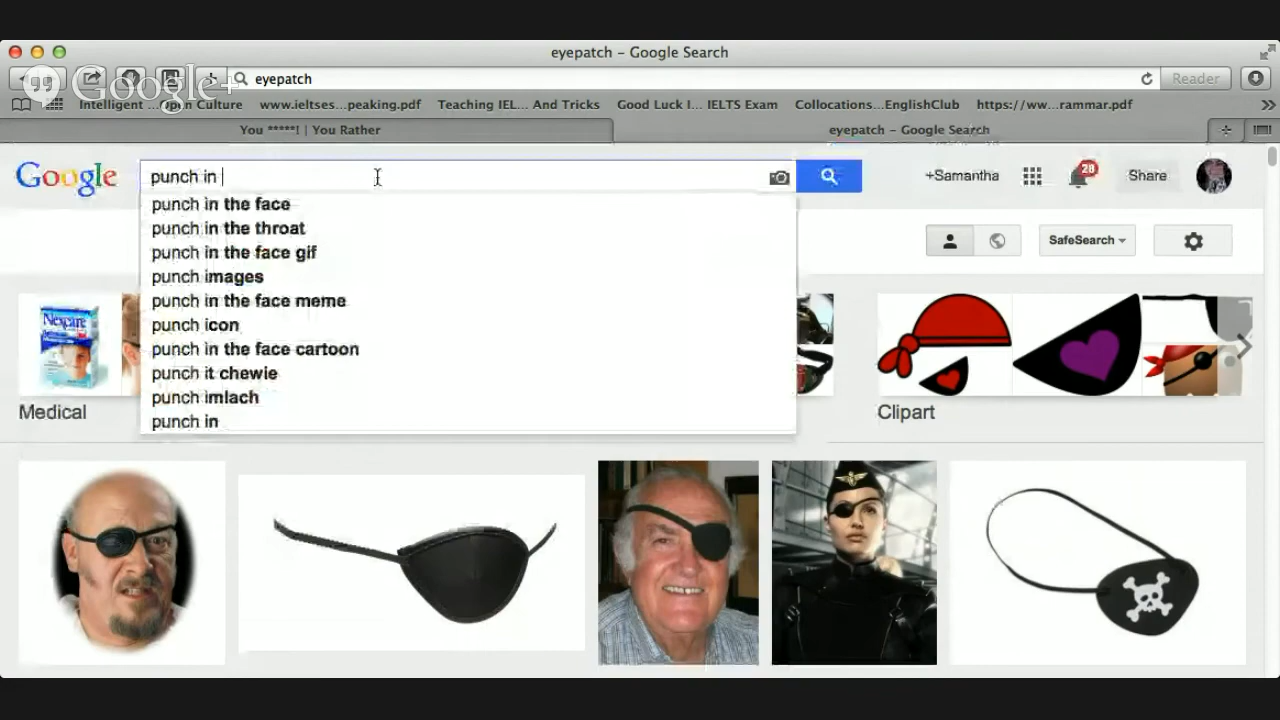 eyepatch – Google Search
Google+
eyepatch
Reader
Intelligent ...Open Culture www.ieltses...peaking.pdf Teaching IEL... And Tricks Good Luck I... IELTS Exam Collocations...EnglishClub https://ww...rammar.pdf
You *****! | You Rather
eyepatch – Google Search
Google
punch in
+Samantha
28
Share
punch in the face
punch in the throat
punch in the face gif
punch images
punch in the face meme
punch icon
punch in the face cartoon
punch it chewie
punch imlach
punch in
SafeSearch
Nexcare
Medical
Clipart